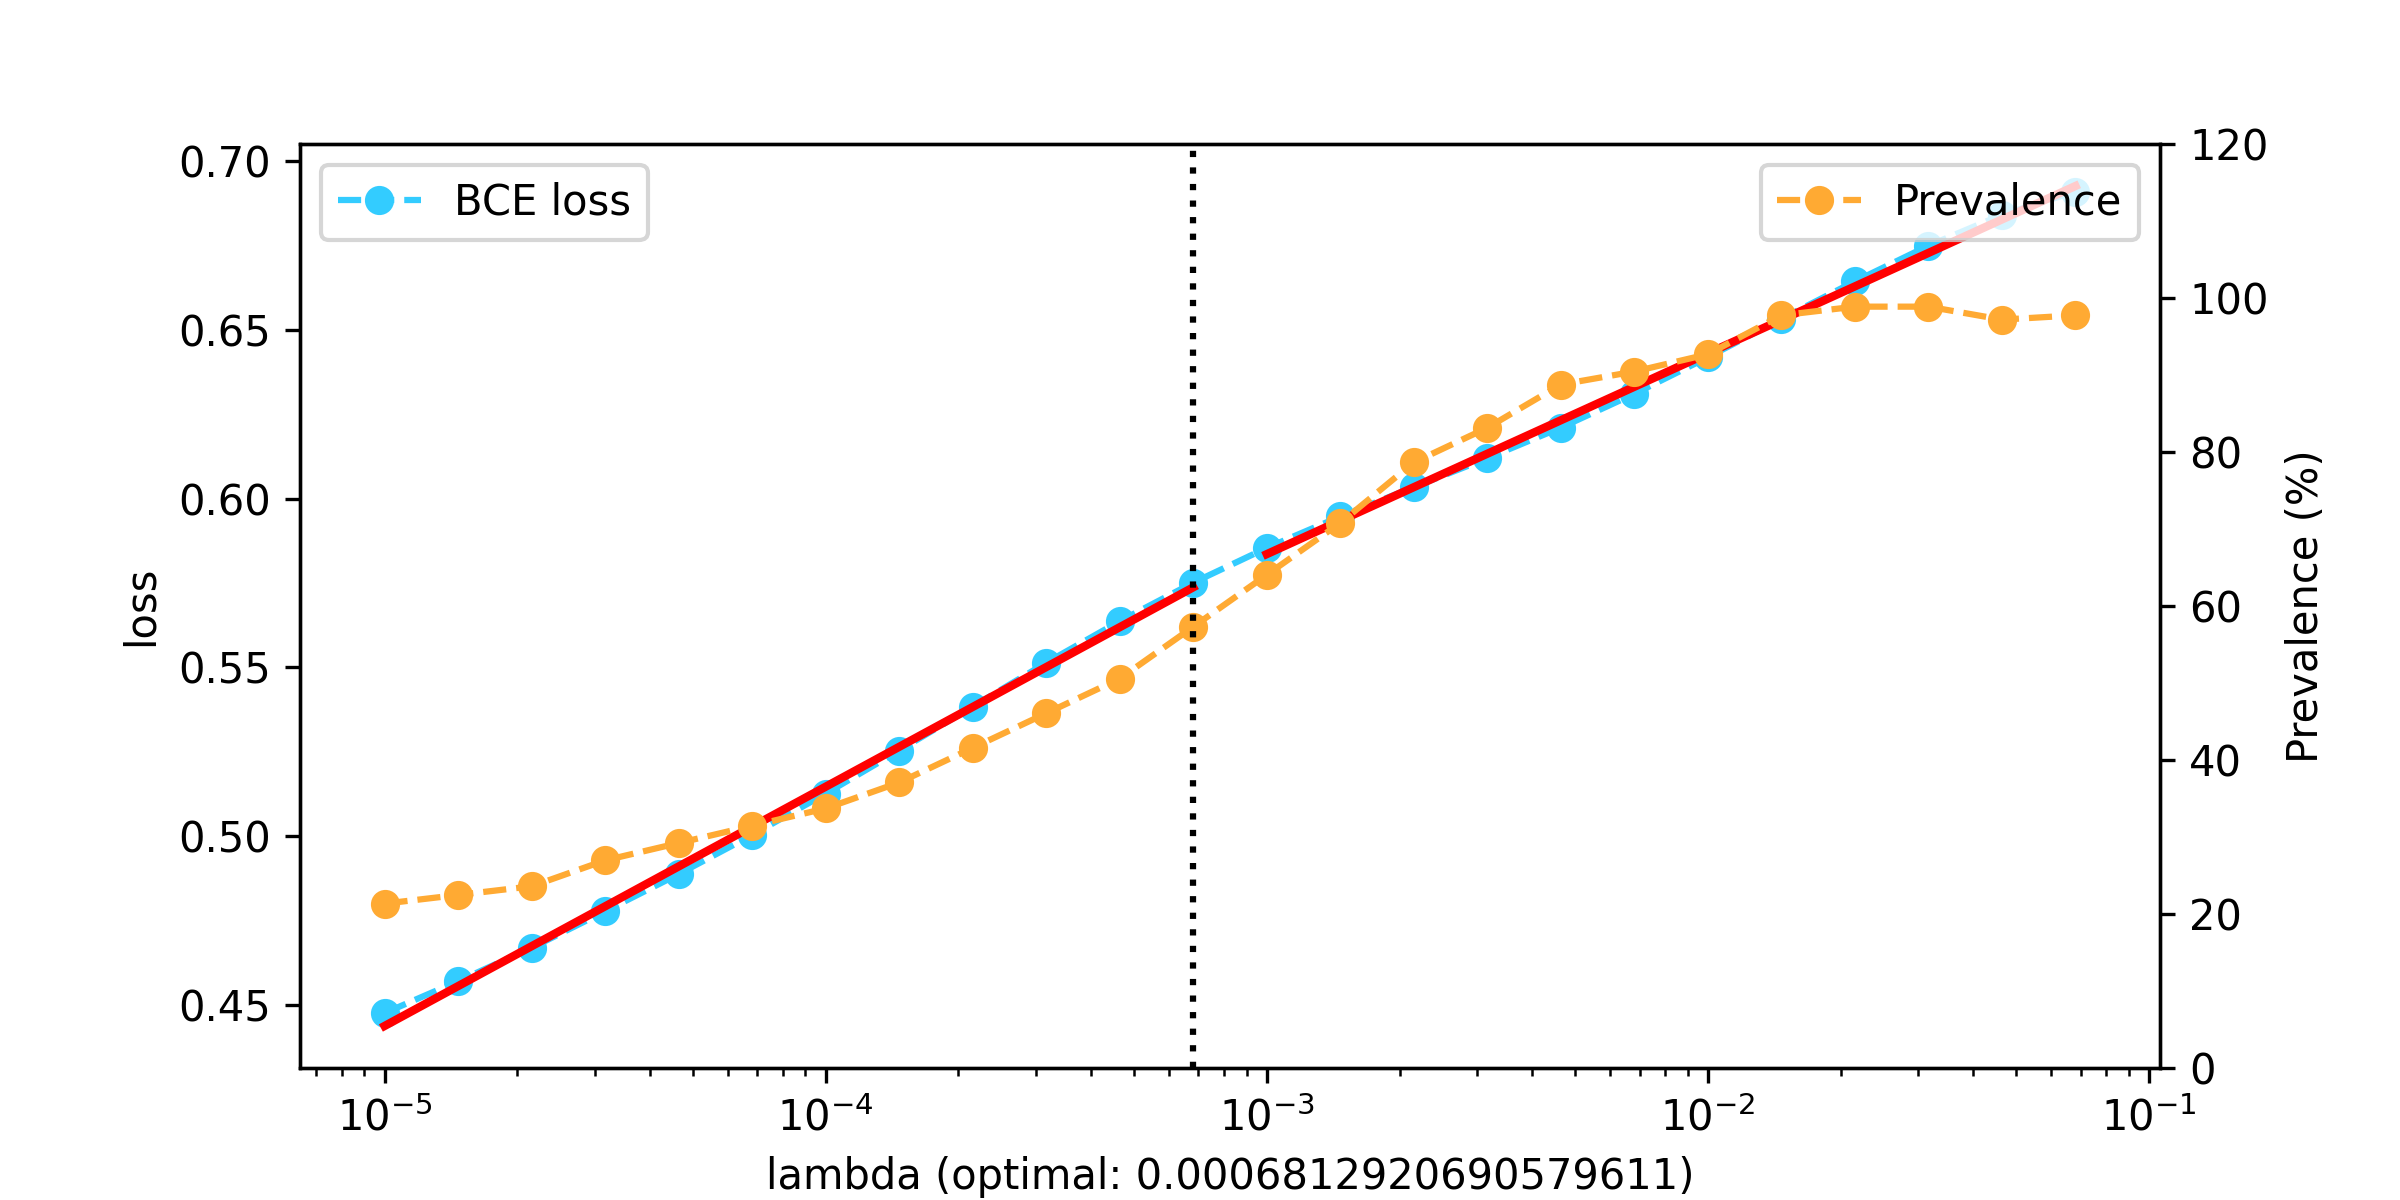 BCE loss
Prevalence
0.70
0.65
0.60
0.55
0.50
0.45
loss
120
100
80
60
40
20
0
Prevalence (%)
10⁻⁵ 10⁻⁴ 10⁻³ 10⁻² 10⁻¹
lambda (optimal: 0.0006812920690579611)